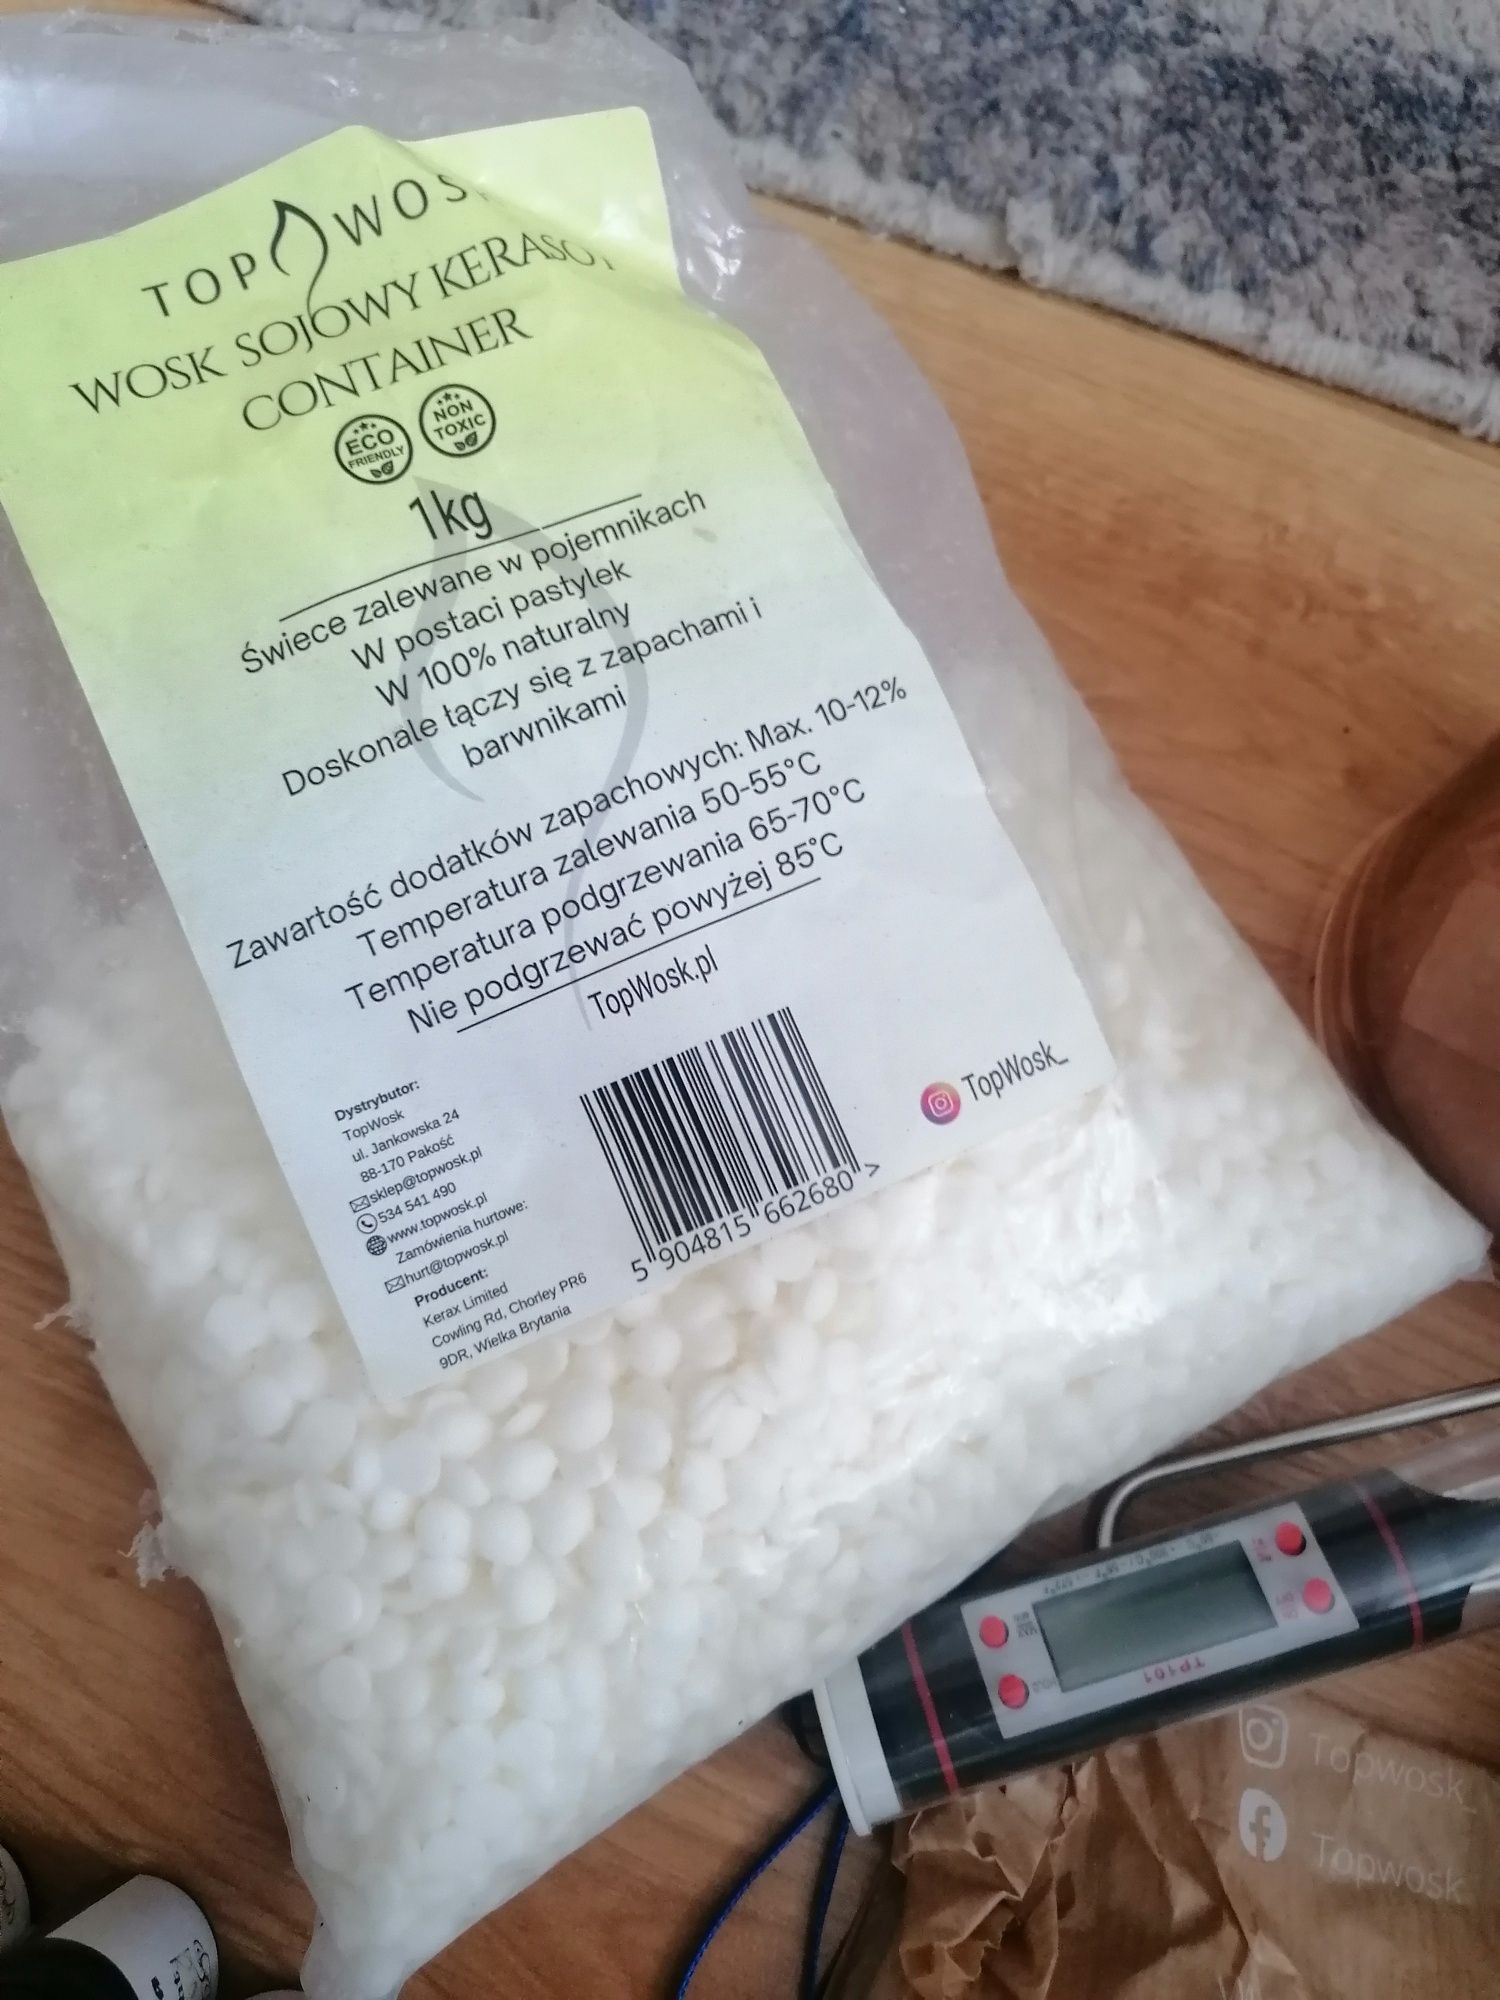 TOP WOS
WOSK SOJOWY KERASOY
CONTAINER
ECO
FRIENDLY
NON
TOXIC
1kg
Świece zalewane w pojemnikach
W postaci pastylek
W 100% naturalny
Doskonale łączy się z zapachami i
barwnikami
Zawartość dodatków zapachowych: Max. 10-12%
Temperatura zalewania 50-55°C
Temperatura podgrzewania 65-70°C
Nie podgrzewać powyżej 85°C
TopWosk.pl
Dystrybutor:
TopWosk
ul. Jankowska 24
88-170 Pakość
sklep@topwosk.pl
534 541 490
www.topwosk.pl
Zamówienia hurtowe:
hurt@topwosk.pl
Producent:
Kerax Limited
Cowling Rd, Chorley PR6
9DR, Wielka Brytania
5 904815 662680 >
TopWosk_
TP101
Topwosk_
Topwosk